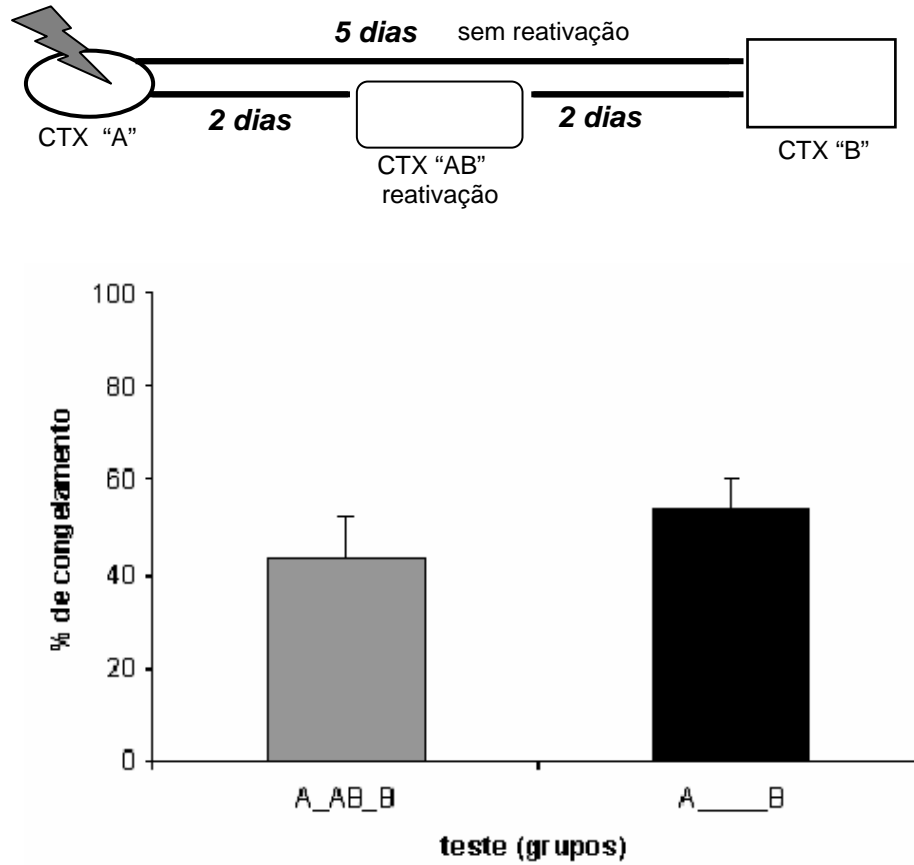 5 dias sem reativação
2 dias
2 dias
CTX “A”
CTX “B”
CTX “AB”
reativação
100
80
60
40
20
0
% de congelamento
A_AB_B
A_____B
teste (grupos)